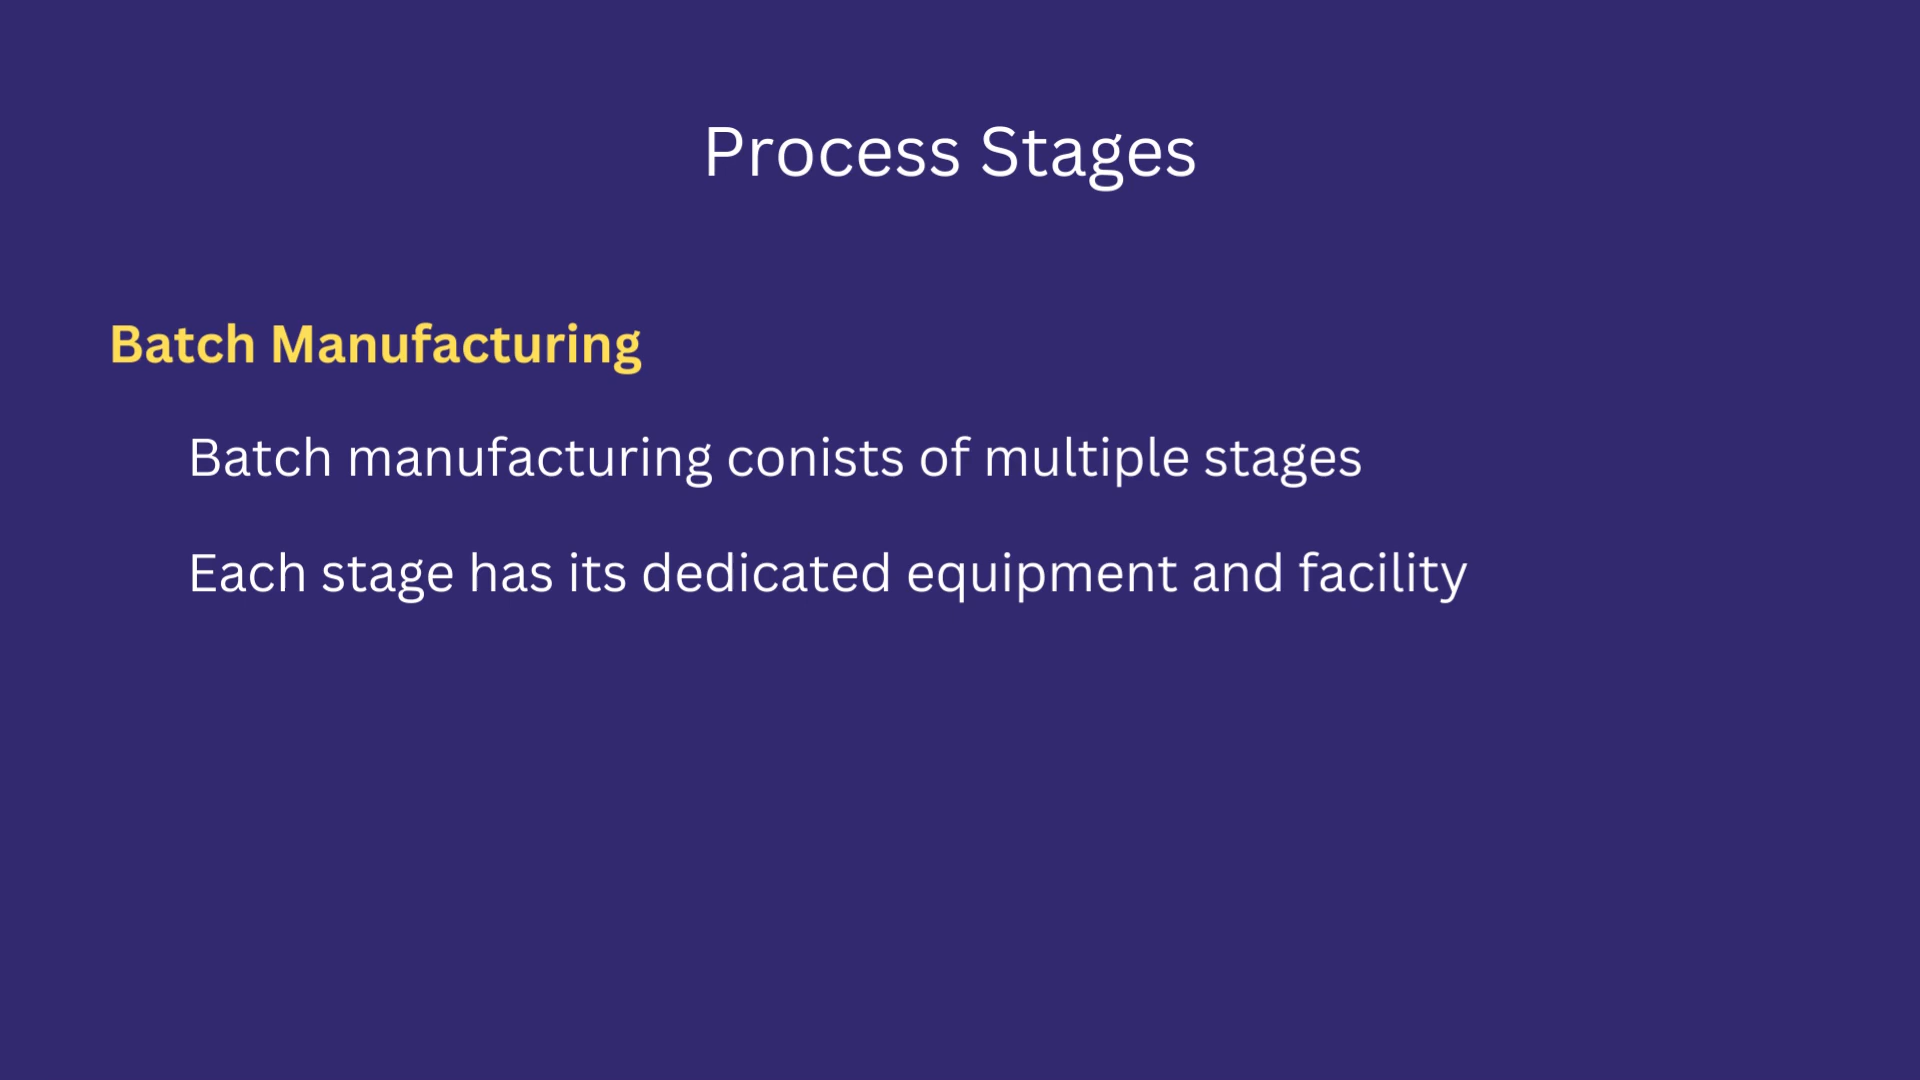 Process Stages
Batch Manufacturing
Batch manufacturing conists of multiple stages
Each stage has its dedicated equipment and facility